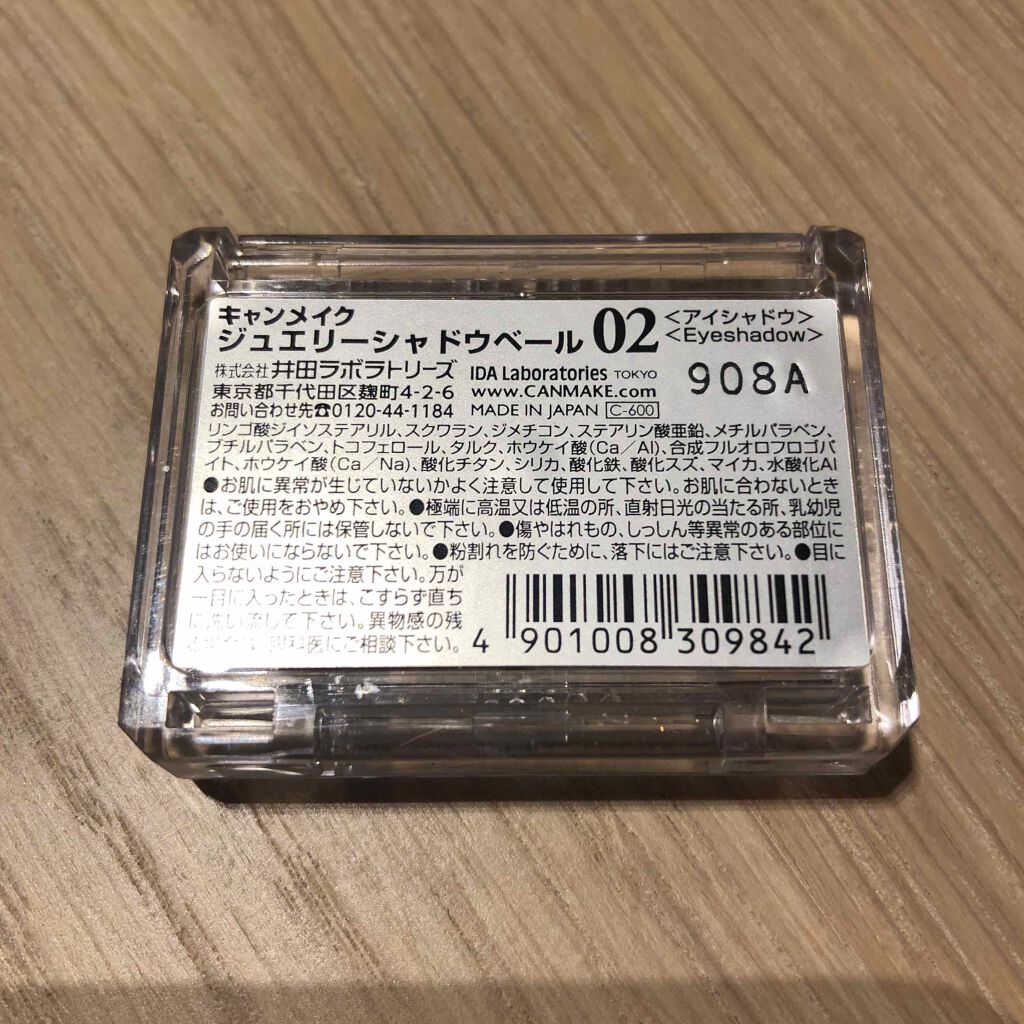 キャンメイク
ジュエリーシャドウベール 02 <アイシャドウ>
<Eyeshadow>
株式会社 井田ラボラトリーズ IDA Laboratories TOKYO
東京都千代田区麹町4-2-6 www.CANMAKE.com
908A
お問い合わせ先☎0120-44-1184 MADE IN JAPAN C-600
リンゴ酸ジイソステアリル、スクワラン、ジメチコン、ステアリン酸亜鉛、メチルパラベン、
ブチルパラベン、トコフェロール、タルク、ホウケイ酸(Ca/Al)、合成フルオロフロゴパ
イト、ホウケイ酸(Ca/Na)、酸化チタン、シリカ、酸化鉄、酸化スズ、マイカ、水酸化Al
●お肌に異常が生じていないかよく注意して使用して下さい。お肌に合わないとき
は、ご使用をおやめ下さい。●極端に高温又は低温の所、直射日光の当たる所、乳幼児
の手の届く所には保管しないで下さい。●傷やはれもの、しっしん等異常のある部位に
はお使いにならないで下さい。●粉割れを防ぐために、落下にはご注意下さい。●目に
入らないようにご注意下さい。万が
一目に入ったときは、こすらず直ち
に洗い流して下さい。異物感の残
眼科医にご相談下さい。
4 901008 309842